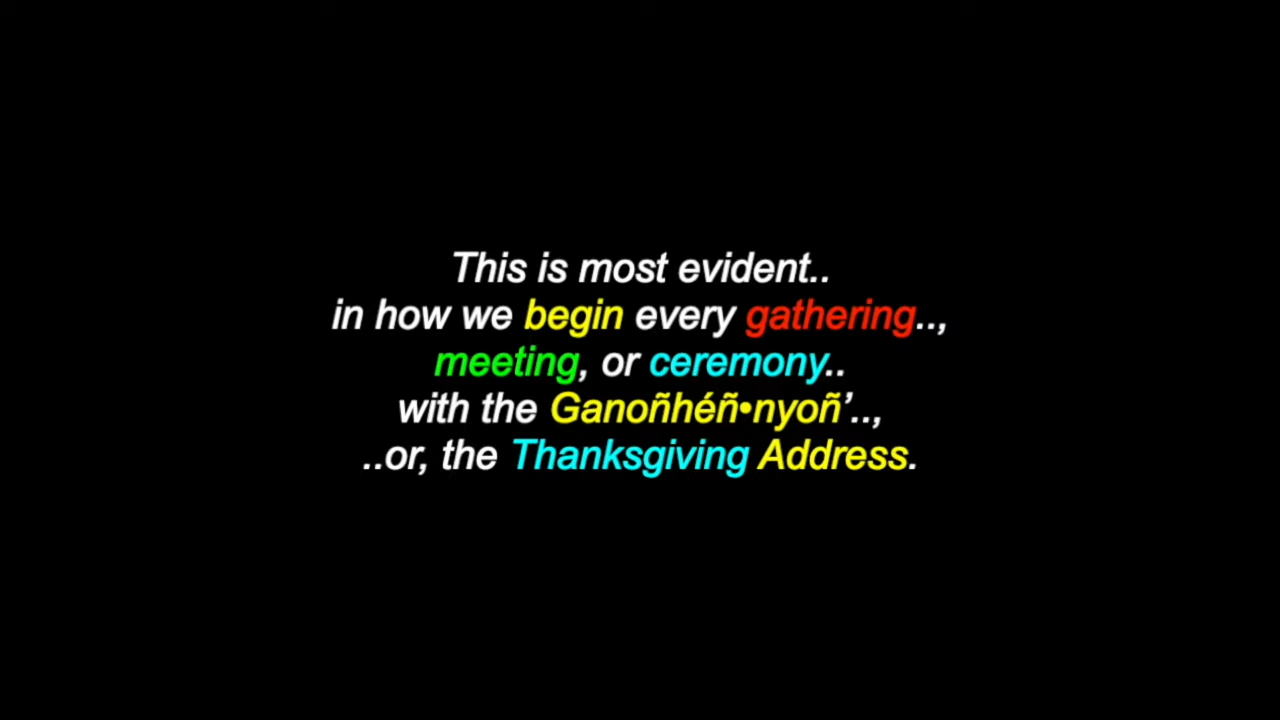 This is most evident..
in how we begin every gathering..,
meeting, or ceremony..
with the Ganoñhéñ•nyoñ’..,
..or, the Thanksgiving Address.